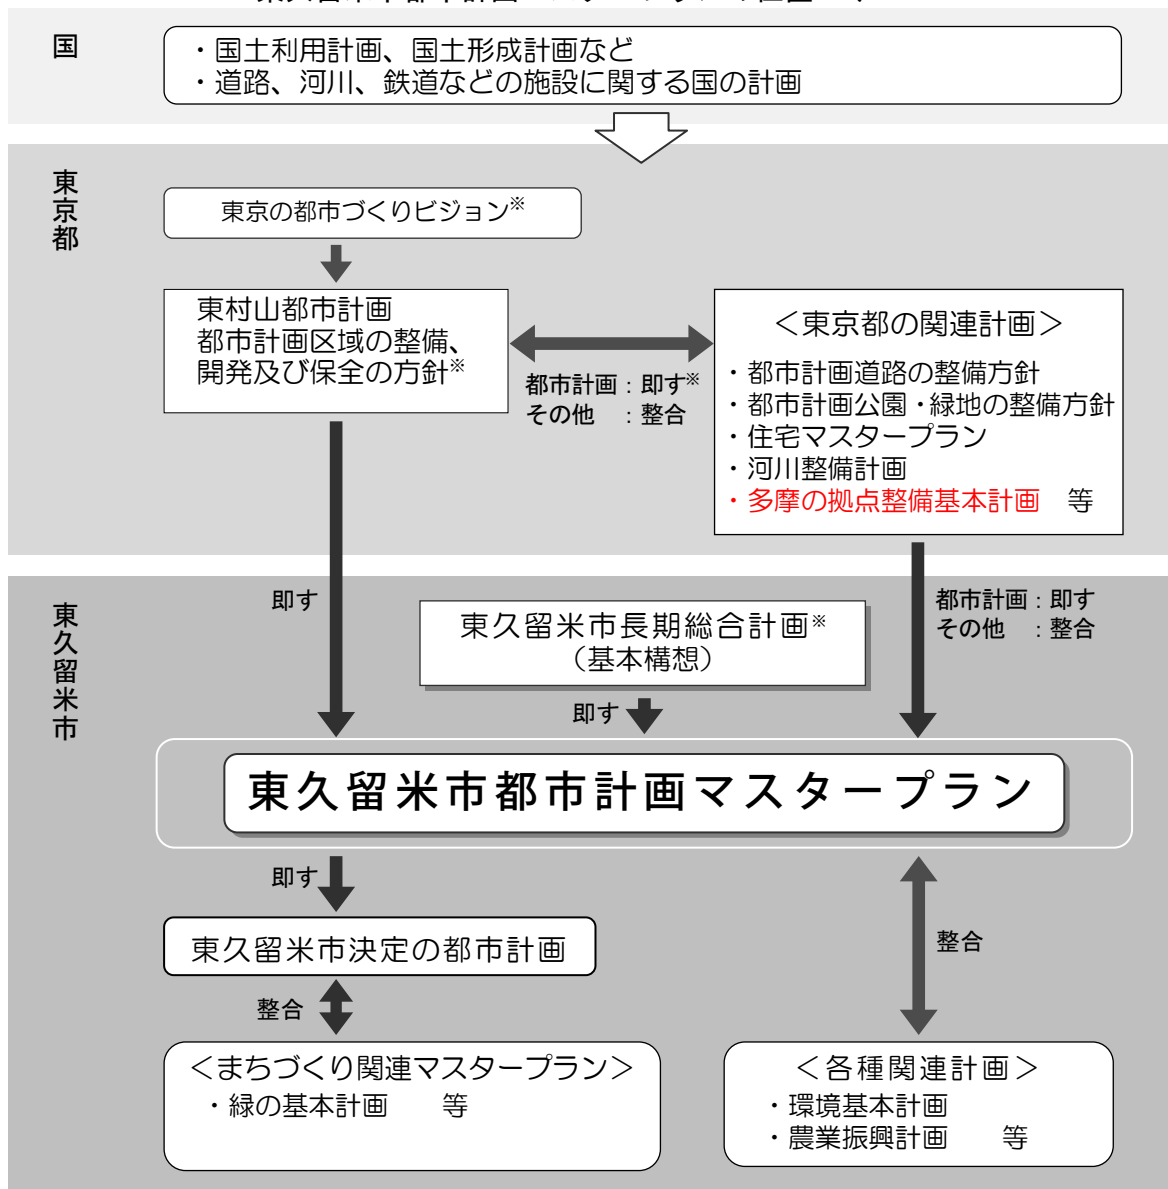 国
・国土利用計画、国土形成計画など
・道路、河川、鉄道などの施設に関する国の計画
東京都
東京の都市づくりビジョン※
東村山都市計画
都市計画区域の整備、
開発及び保全の方針※
都市計画：即す※
その他　：整合
＜東京都の関連計画＞
・都市計画道路の整備方針
・都市計画公園・緑地の整備方針
・住宅マスタープラン
・河川整備計画
・多摩の拠点整備基本計画　等
東久留米市
即す
東久留米市長期総合計画※
（基本構想）
即す
都市計画：即す
その他　：整合
東久留米市都市計画マスタープラン
即す
東久留米市決定の都市計画
整合
整合
＜まちづくり関連マスタープラン＞
・緑の基本計画　等
＜各種関連計画＞
・環境基本計画
・農業振興計画　等